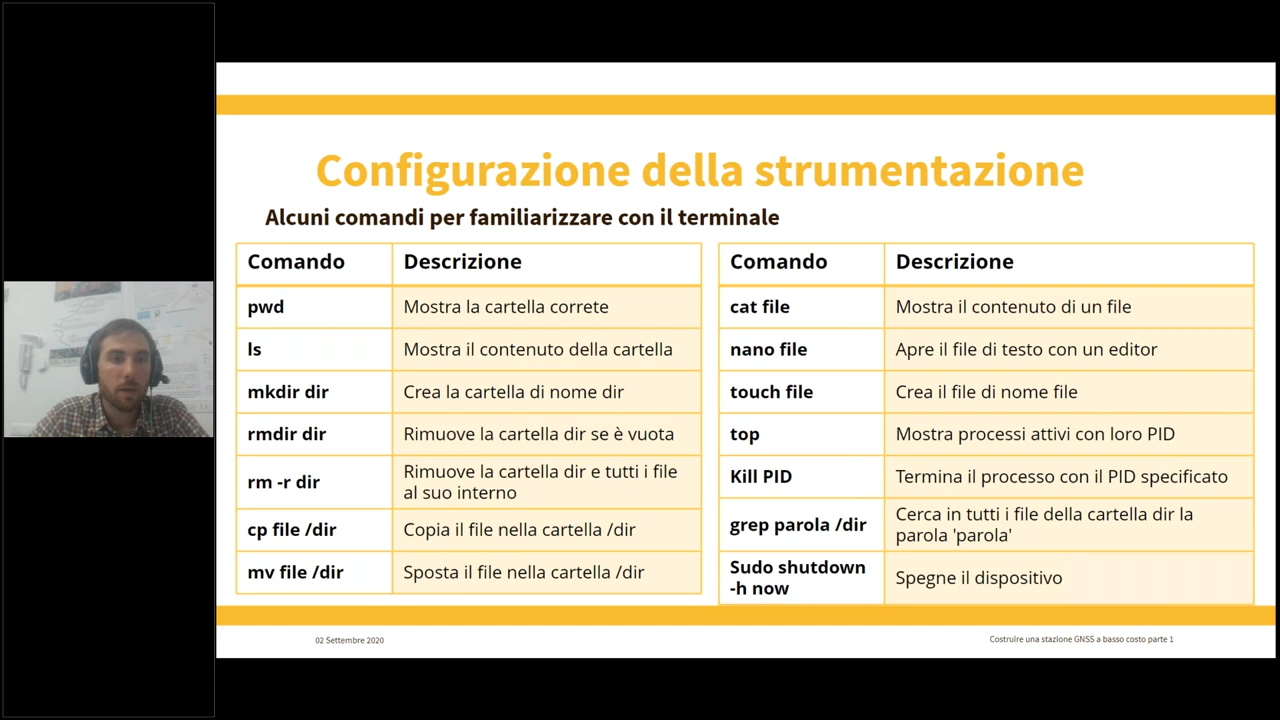 Configurazione della strumentazione
Alcuni comandi per familiarizzare con il terminale
Comando Descrizione
pwd Mostra la cartella correte
ls Mostra il contenuto della cartella
mkdir dir Crea la cartella di nome dir
rmdir dir Rimuove la cartella dir se è vuota
rm -r dir Rimuove la cartella dir e tutti i file
al suo interno
cp file /dir Copia il file nella cartella /dir
mv file /dir Sposta il file nella cartella /dir
Comando Descrizione
cat file Mostra il contenuto di un file
nano file Apre il file di testo con un editor
touch file Crea il file di nome file
top Mostra processi attivi con loro PID
Kill PID Termina il processo con il PID specificato
grep parola /dir Cerca in tutti i file della cartella dir la
parola 'parola'
Sudo shutdown
-h now Spegne il dispositivo
02 Settembre 2020
Costruire una stazione GNSS a basso costo parte 1